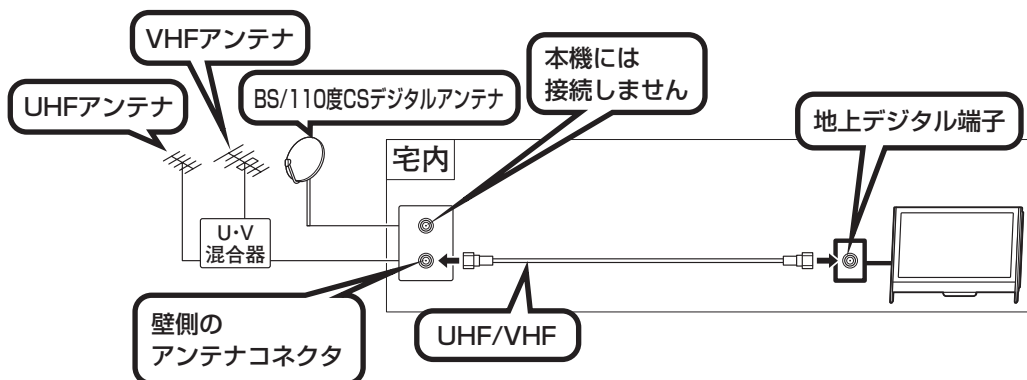 VHFアンテナ
UHFアンテナ
BS/110度CSデジタルアンテナ
本機には
接続しません
地上デジタル端子
宅内
U・V
混合器
壁側の
アンテナコネクタ
UHF/VHF